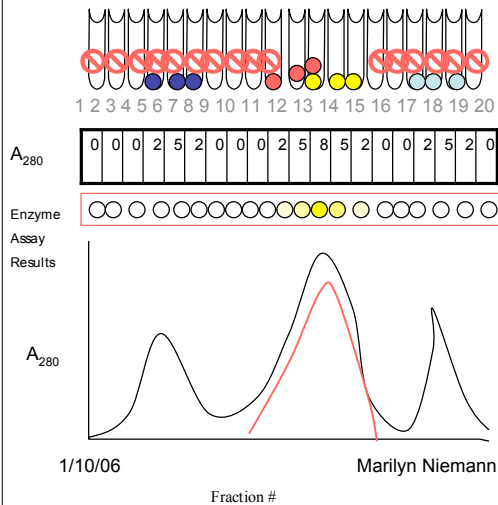 1 2 3 4 5 6 7 8 9 10 11 12 13 14 15 16 17 18 19 20
A280 0 0 0 2 5 2 0 0 0 0 2 5 8 5 2 0 0 2 5 2 0
Enzyme
Assay
Results
A280
1/10/06 Marilyn Niemann
Fraction #